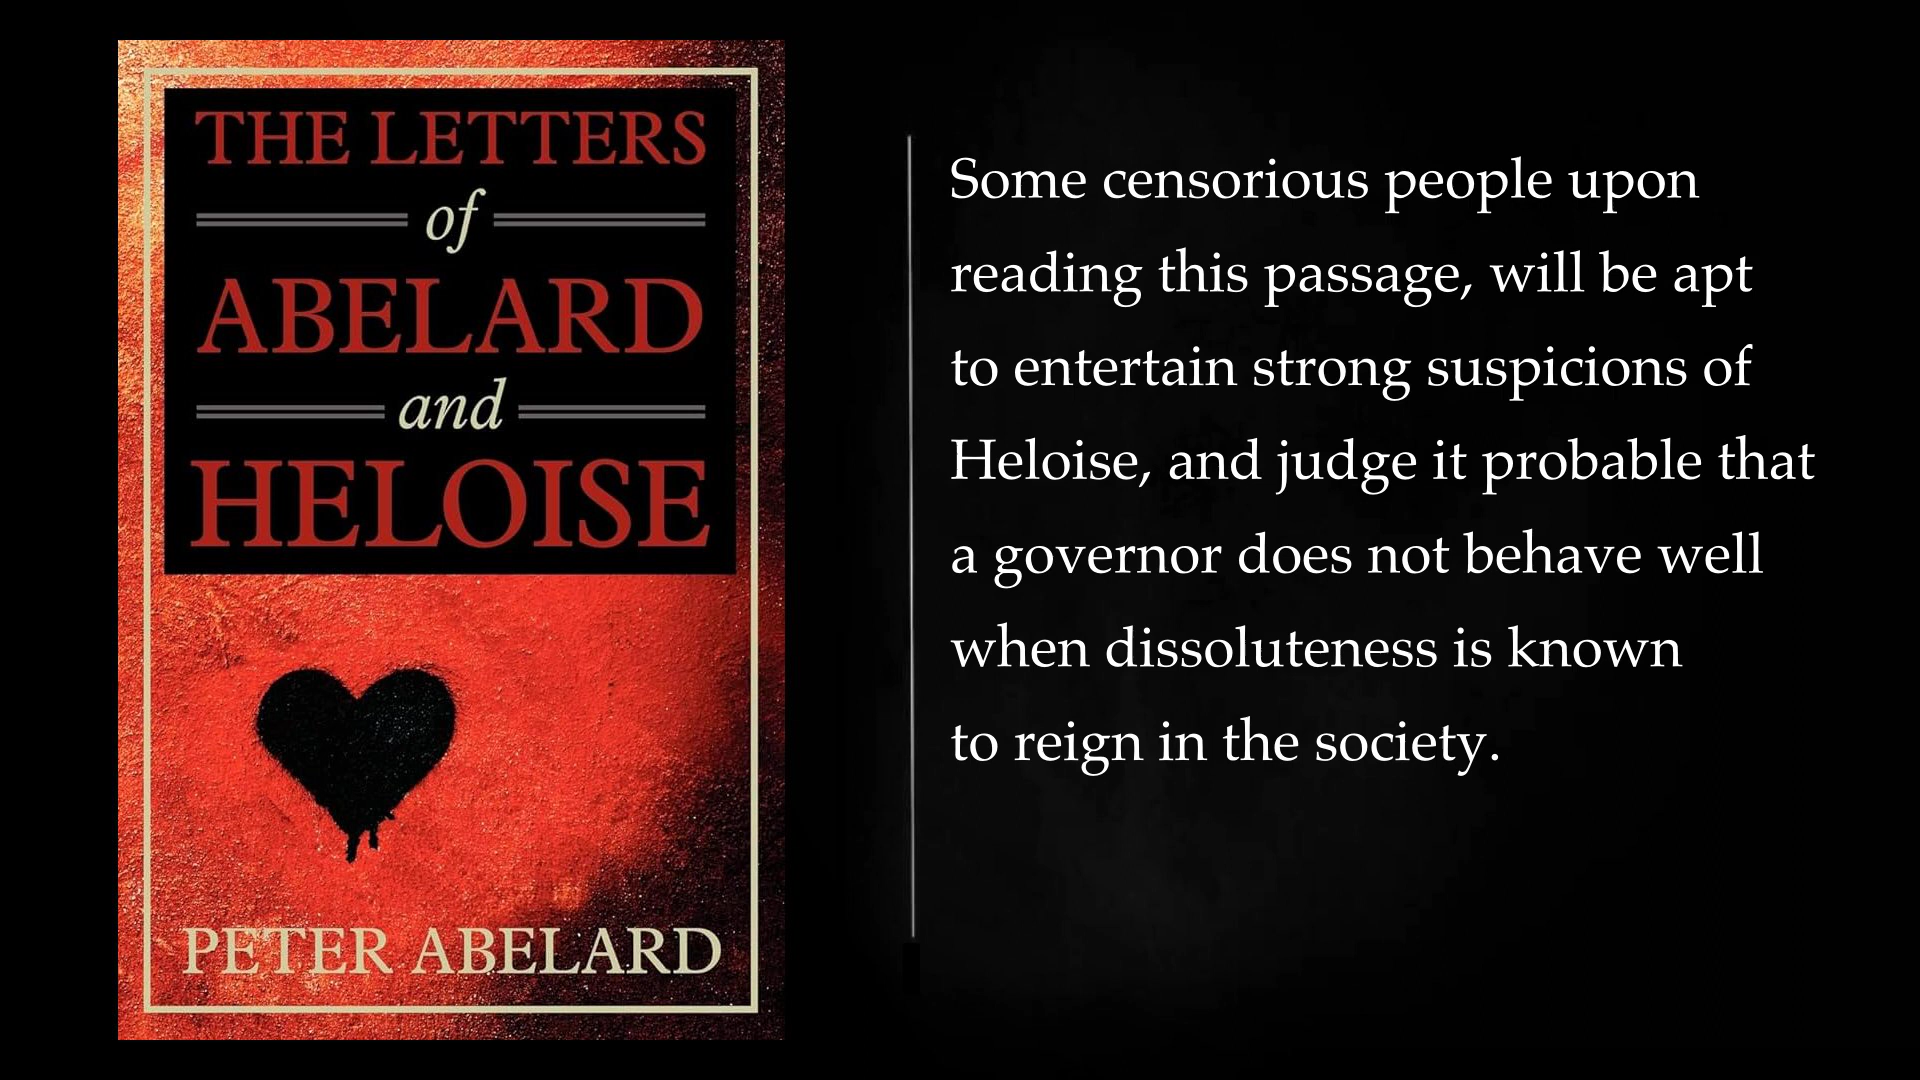 THE LETTERS
of
ABELARD
and
HELOISE
PETER ABELARD
Some censorious people upon
reading this passage, will be apt
to entertain strong suspicions of
Heloise, and judge it probable that
a governor does not behave well
when dissoluteness is known
to reign in the society.